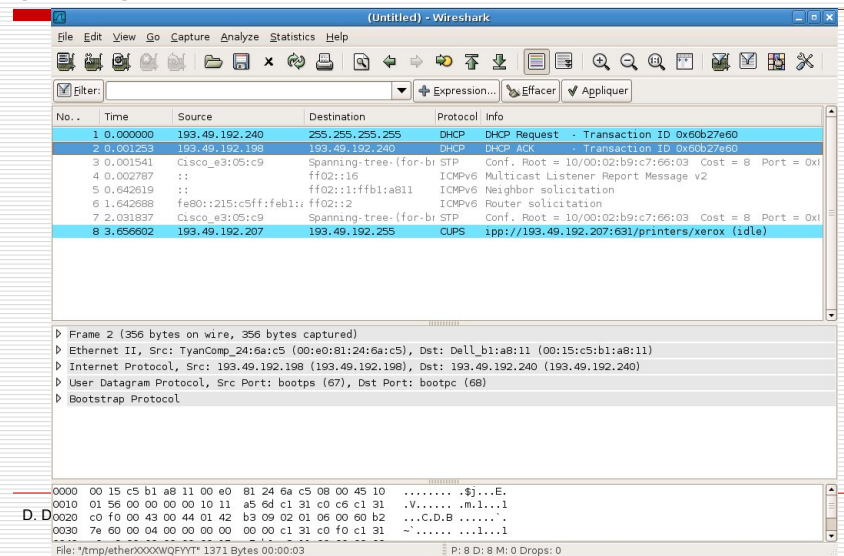 (Untitled) - Wireshark
File Edit View Go Capture Analyze Statistics Help
Filter: Expression... Effacer Appliquer
No. . Time Source Destination Protocol Info
1 0.000000 193.49.192.240 255.255.255.255 DHCP DHCP Request - Transaction ID 0x60b27e60
2 0.001253 193.49.192.198 193.49.192.240 DHCP DHCP ACK - Transaction ID 0x60b27e60
3 0.001541 Cisco_e3:05:c9 Spanning-tree-(for-br STP Conf. Root = 10/00:02:b9:c7:66:03 Cost = 8 Port = 0x
4 0.002787 :: ff02::16 ICMPv6 Multicast Listener Report Message v2
5 0.642619 :: ff02::1:ffb1:a811 ICMPv6 Neighbor solicitation
6 1.642688 fe80::215:c5ff:feb1: ff02::2 ICMPv6 Router solicitation
7 2.031837 Cisco_e3:05:c9 Spanning-tree-(for-br STP Conf. Root = 10/00:02:b9:c7:66:03 Cost = 8 Port = 0x
8 3.656602 193.49.192.207 193.49.192.255 CUPS ipp://193.49.192.207:631/printers/xerox (idle)
Frame 2 (356 bytes on wire, 356 bytes captured)
Ethernet II, Src: TyanComp_24:6a:c5 (00:e0:81:24:6a:c5), Dst: Dell_b1:a8:11 (00:15:c5:b1:a8:11)
Internet Protocol, Src: 193.49.192.198 (193.49.192.198), Dst: 193.49.192.240 (193.49.192.240)
User Datagram Protocol, Src Port: bootps (67), Dst Port: bootpc (68)
Bootstrap Protocol
0000 00 15 c5 b1 a8 11 00 e0 81 24 6a c5 08 00 45 10 ........ .$j...E.
0010 01 56 00 00 00 00 10 11 a5 6d c1 31 c0 c6 c1 31 .V...... .m.1...1
D. D
0020 c0 f0 00 43 00 44 01 42 b3 09 02 01 06 00 60 b2 ...C.D.B ......`.
0030 7e 60 00 04 00 00 00 00 00 00 c1 31 c0 f0 c1 31 ~`...... ...1...1
File: "/tmp/etherXXXXWQFYYT" 1371 Bytes 00:00:03 P: 8 D: 8 M: 0 Drops: 0